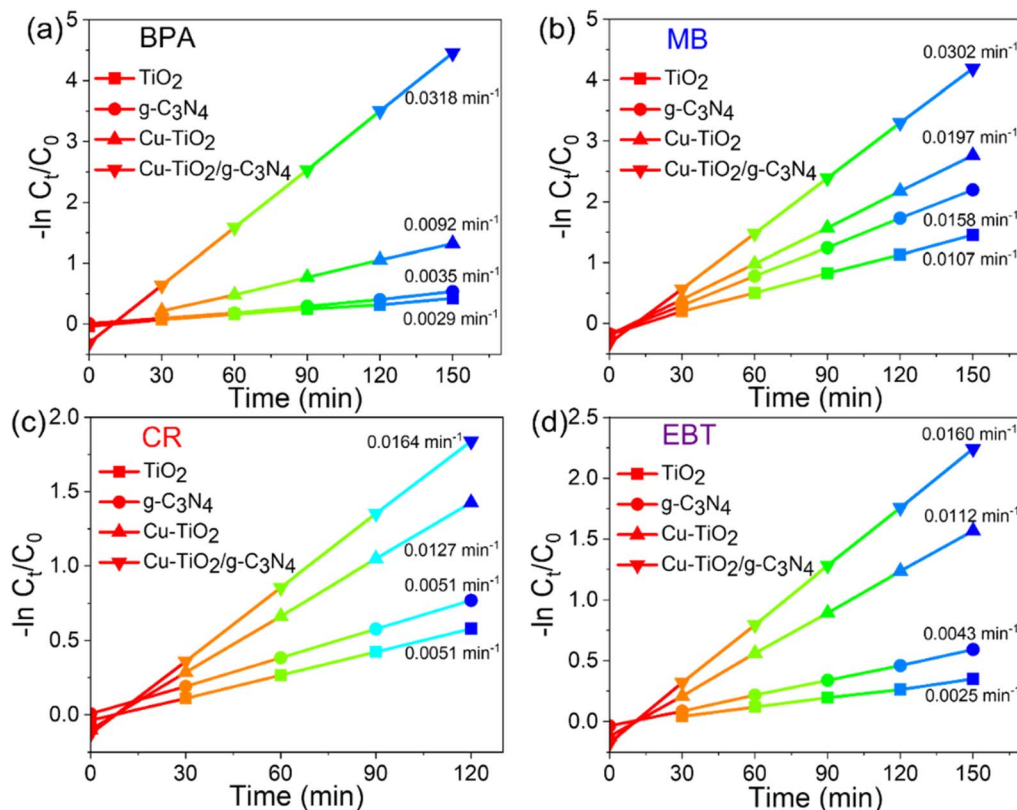 (a) BPA
TiO2
g-C3N4
Cu-TiO2
Cu-TiO2/g-C3N4
0.0318 min-1
0.0092 min-1
0.0035 min-1
0.0029 min-1
5
4
3
2
1
0
-ln Ct/C0
0 30 60 90 120 150
Time (min)
(b) MB
TiO2
g-C3N4
Cu-TiO2
Cu-TiO2/g-C3N4
0.0302 min-1
0.0197 min-1
0.0158 min-1
0.0107 min-1
5
4
3
2
1
0
-ln Ct/C0
0 30 60 90 120 150
Time (min)
(c) CR
TiO2
g-C3N4
Cu-TiO2
Cu-TiO2/g-C3N4
0.0164 min-1
0.0127 min-1
0.0051 min-1
0.0051 min-1
2.0
1.5
1.0
0.5
0.0
-ln Ct/C0
0 30 60 90 120
Time (min)
(d) EBT
TiO2
g-C3N4
Cu-TiO2
Cu-TiO2/g-C3N4
0.0160 min-1
0.0112 min-1
0.0043 min-1
0.0025 min-1
2.5
2.0
1.5
1.0
0.5
0.0
-ln Ct/C0
0 30 60 90 120 150
Time (min)